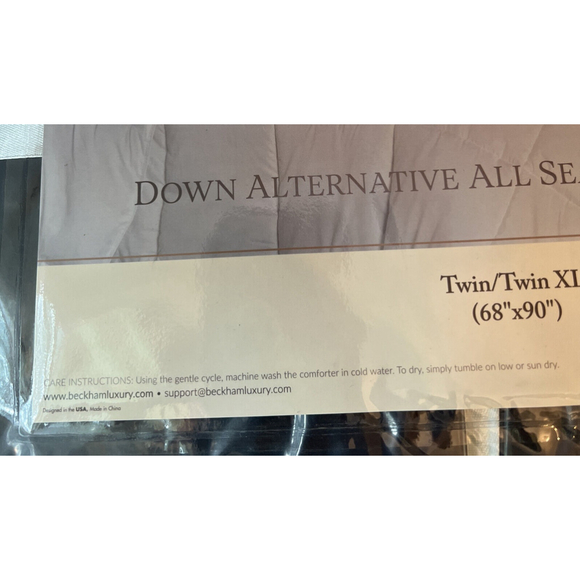 DOWN ALTERNATIVE ALL
Twin/Twin XL
(68"x90")
CARE INSTRUCTIONS: Using the gentle cycle, machine wash the comforter in cold water. To dry, simply tumble on low or sun dry.
www.beckhamluxury.com • support@beckhamluxury.com
Designed in the USA, Made in China